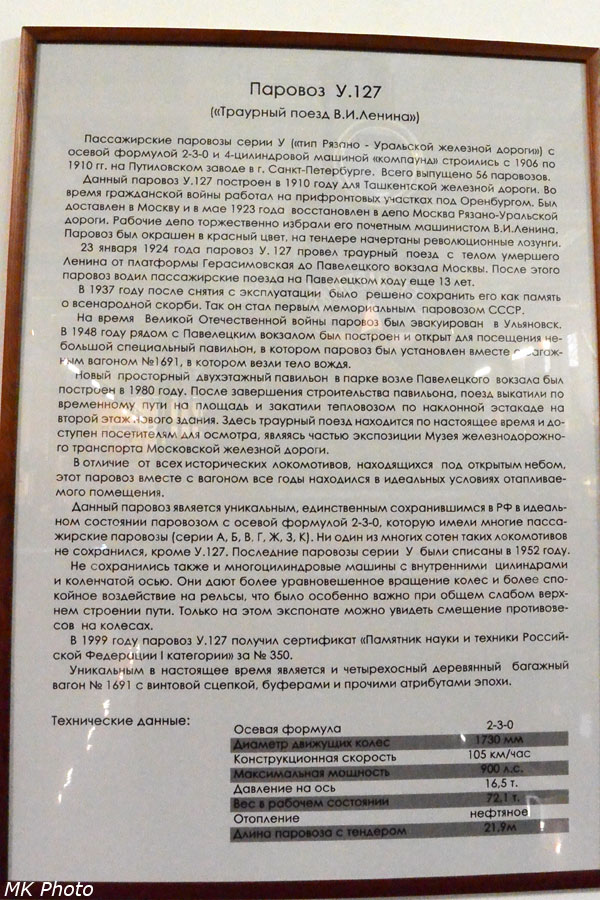 Паровоз У.127
(«Траурный поезд В.И.Ленина»)
Пассажирские паровозы серии У («тип Рязано - Уральской железной дороги») с
осевой формулой 2-3-0 и 4-цилиндровой машиной «компаунд» строились с 1906 по
1910 гг. на Путиловском заводе в г. Санкт-Петербурге. Всего выпущено 56 паровозов.
Данный паровоз У.127 построен в 1910 году для Ташкентской железной дороги. Во
время гражданской войны работал на прифронтовых участках под Оренбургом. Был
доставлен в Москву и в мае 1923 года восстановлен в депо Москва Рязано-Уральской
дороги. Рабочие депо торжественно избрали его почетным машинистом В.И.Ленина.
Паровоз был окрашен в красный цвет, на тендере начертаны революционные лозунги.
23 января 1924 года паровоз У. 127 провел траурный поезд с телом умершего
Ленина от платформы Герасимовская до Павелецкого вокзала Москвы. После этого
паровоз водил пассажирские поезда на Павелецком ходу еще 13 лет.
В 1937 году после снятия с эксплуатации было решено сохранить его как память
о всенародной скорби. Так он стал первым мемориальным паровозом СССР.
На время Великой Отечественной войны паровоз был эвакуирован в Ульяновск.
В 1948 году рядом с Павелецким вокзалом был построен и открыт для посещения не-
большой специальный павильон, в котором паровоз был установлен вместе с багаж-
ным вагоном №1691, в котором везли тело вождя.
Новый просторный двухэтажный павильон в парке возле Павелецкого вокзала был
построен в 1980 году. После завершения строительства павильона, поезд выкатили по
временному пути на площадь и закатили тепловозом по наклонной эстакаде на
второй этаж нового здания. Здесь траурный поезд находится по настоящее время и до-
ступен посетителям для осмотра, являясь частью экспозиции Музея железнодорожно-
го транспорта Московской железной дороги.
В отличие от всех исторических локомотивов, находящихся под открытым небом,
этот паровоз вместе с вагоном все годы находился в идеальных условиях отапливае-
мого помещения.
Данный паровоз является уникальным, единственным сохранившимся в РФ в идеаль-
ном состоянии паровозом с осевой формулой 2-3-0, которую имели многие пасса-
жирские паровозы (серии А, Б, В, Г, Ж, З, К). Ни один из многих сотен таких локомотивов
не сохранился, кроме У.127. Последние паровозы серии У были списаны в 1952 году.
Не сохранились также и многоцилиндровые машины с внутренними цилиндрами
и коленчатой осью. Они дают более уравновешенное вращение колес и более спо-
койное воздействие на рельсы, что было особенно важно при общем слабом верх-
нем строении пути. Только на этом экспонате можно увидеть смещение противове-
сов на колесах.
В 1999 году паровоз У.127 получил сертификат «Памятник науки и техники Россий-
ской Федерации I категории» за № 350.
Уникальным в настоящее время является и четырехосный деревянный багажный
вагон № 1691 с винтовой сцепкой, буферами и прочими атрибутами эпохи.
Технические данные:
Осевая формула 2-3-0
Диаметр движущих колес 1730 мм
Конструкционная скорость 105 км/час
Максимальная мощность 900 л.с.
Давление на ось 16,5 т.
Вес в рабочем состоянии 72,1 т.
Отопление нефтяное
Длина паровоза с тендером 21,9м
MK Photo